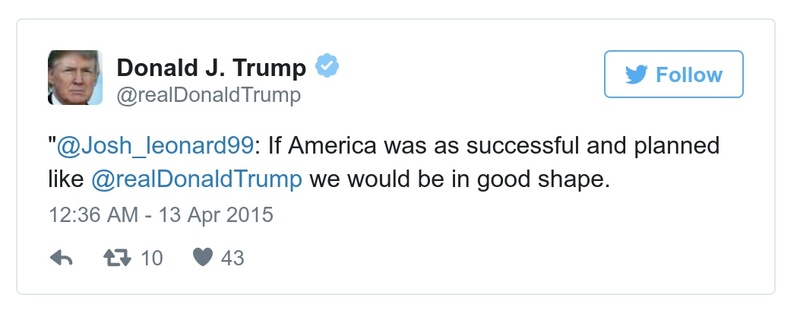 Donald J. Trump
@realDonaldTrump
Follow
"@Josh_leonard99: If America was as successful and planned
like @realDonaldTrump we would be in good shape.
12:36 AM - 13 Apr 2015
10 43